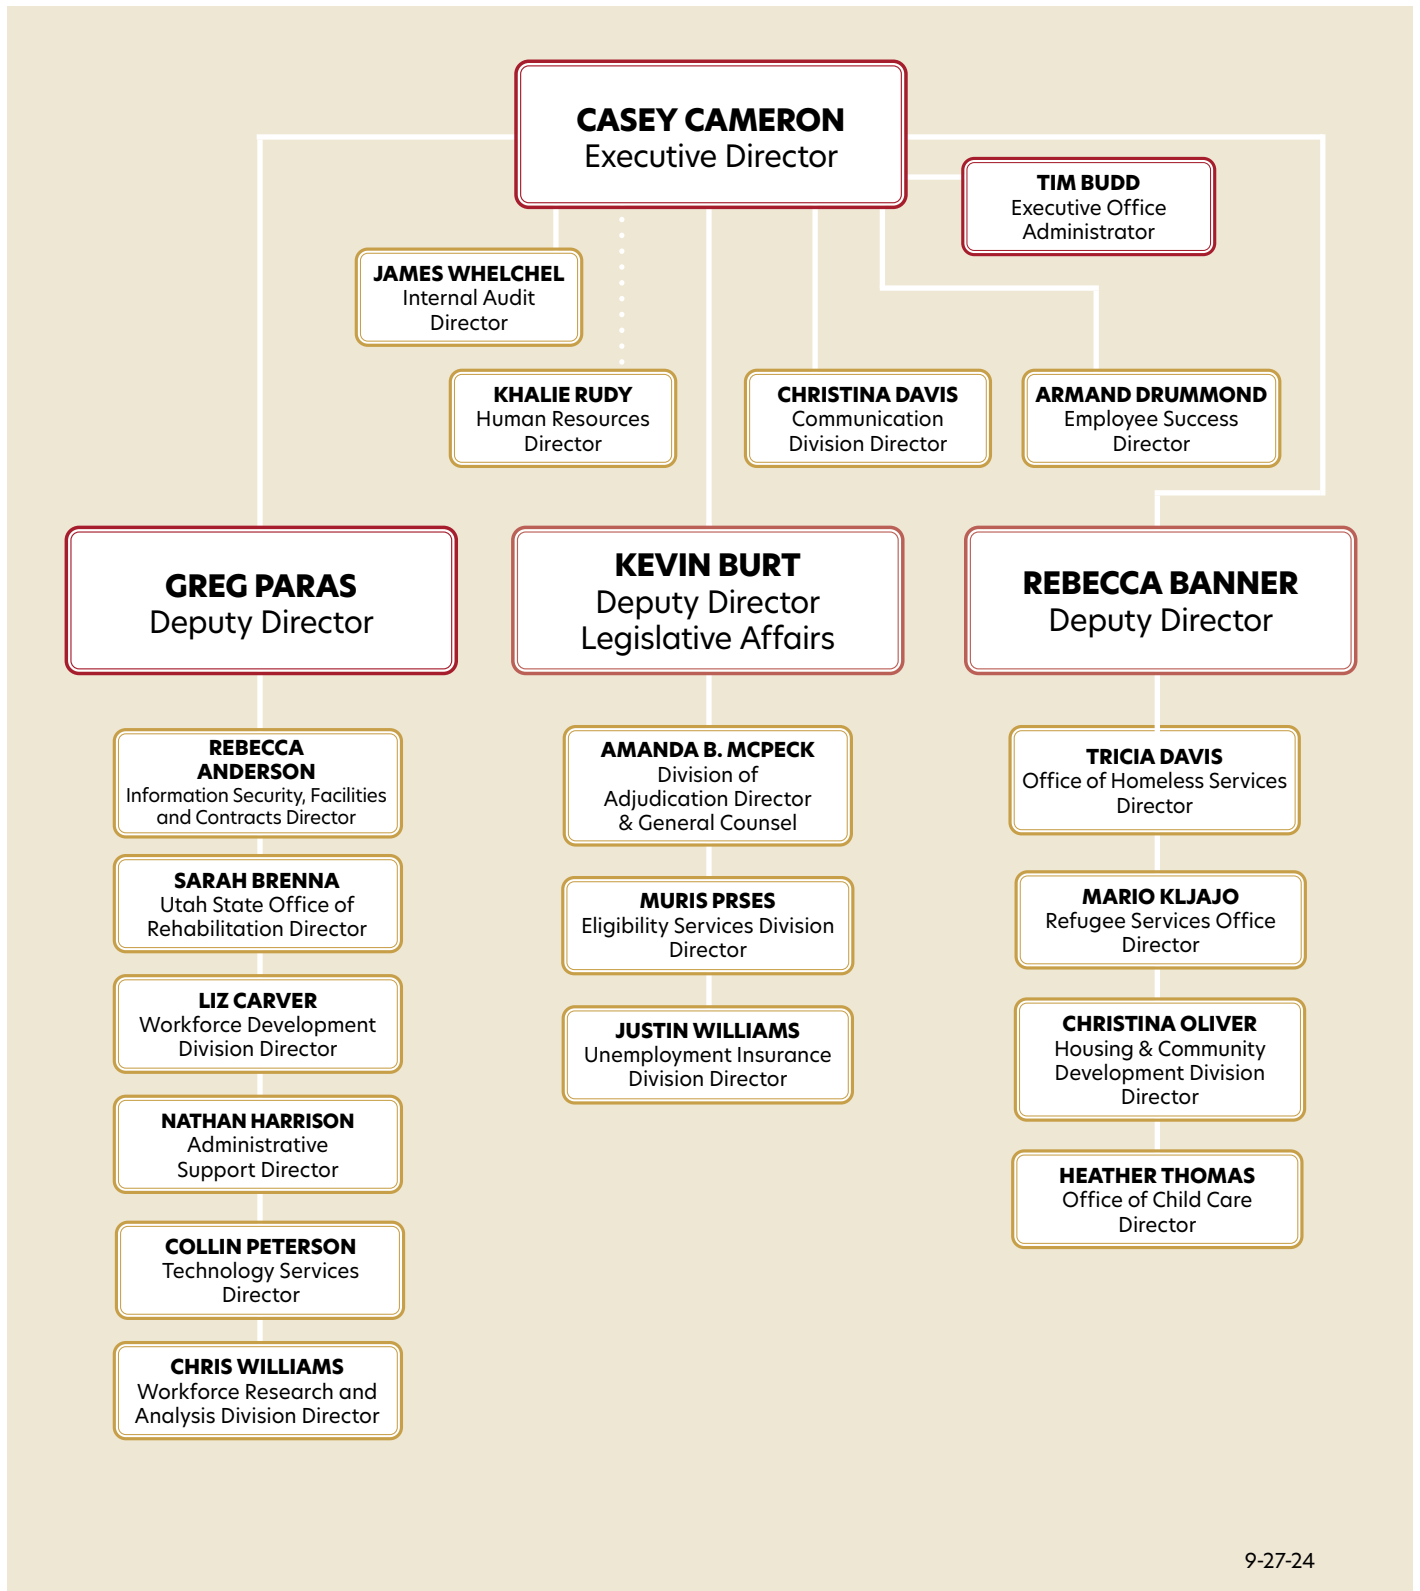 CASEY CAMERON
Executive Director
TIM BUDD
Executive Office
Administrator
JAMES WHELCHEL
Internal Audit
Director
KHALIE RUDY
Human Resources
Director
CHRISTINA DAVIS
Communication
Division Director
ARMAND DRUMMOND
Employee Success
Director
GREG PARAS
Deputy Director
KEVIN BURT
Deputy Director
Legislative Affairs
REBECCA BANNER
Deputy Director
REBECCA
ANDERSON
Information Security, Facilities
and Contracts Director
SARAH BRENNA
Utah State Office of
Rehabilitation Director
LIZ CARVER
Workforce Development
Division Director
NATHAN HARRISON
Administrative
Support Director
COLLIN PETERSON
Technology Services
Director
CHRIS WILLIAMS
Workforce Research and
Analysis Division Director
AMANDA B. MCPECK
Division of
Adjudication Director
& General Counsel
MURIS PRSES
Eligibility Services Division
Director
JUSTIN WILLIAMS
Unemployment Insurance
Division Director
TRICIA DAVIS
Office of Homeless Services
Director
MARIO KLJAJO
Refugee Services Office
Director
CHRISTINA OLIVER
Housing & Community
Development Division
Director
HEATHER THOMAS
Office of Child Care
Director
9-27-24